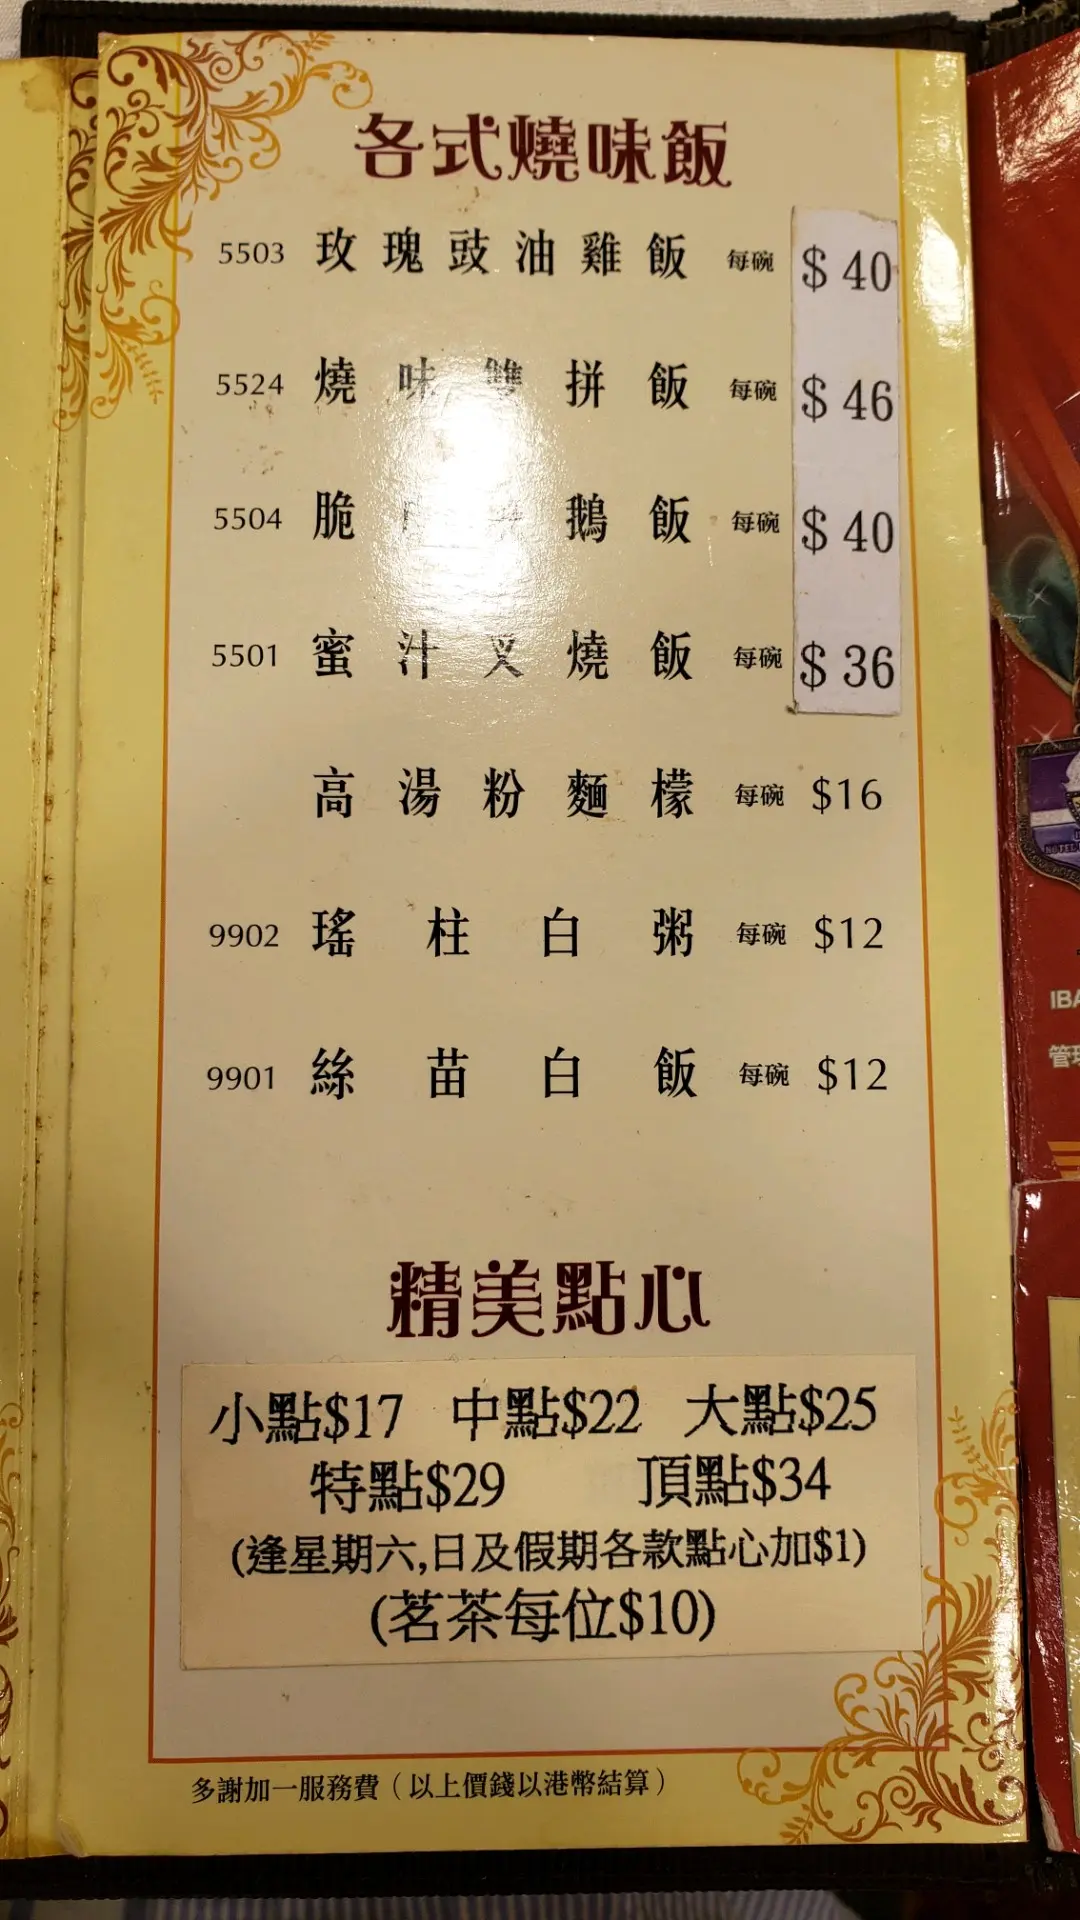 各式燒味飯
5503 玫瑰豉油雞飯 每碗 $40
5524 燒味雙拼飯 每碗 $46
5504 脆 鵝飯 每碗 $40
5501 蜜汁叉燒飯 每碗 $36
高湯粉麵檬 每碗 $16
9902 瑤柱白粥 每碗 $12
9901 絲苗白飯 每碗 $12
精美點心
小點$17 中點$22 大點$25
特點$29 頂點$34
(逢星期六,日及假期各款點心加$1)
(茗茶每位$10)
多謝加一服務費（以上價錢以港幣結算）